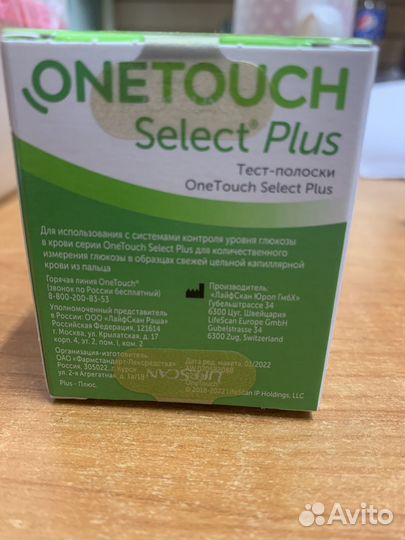 ONETOUCH
Select® Plus
Тест-полоски
OneTouch Select Plus
Для использования с системами контроля уровня глюкозы
в крови серии OneTouch Select Plus для количественного
измерения глюкозы в образцах свежей цельной капиллярной
крови из пальца
Горячая линия OneTouch®
(звонок по России бесплатный)
8-800-200-83-53
Уполномоченный представитель
в России: ООО «ЛайфСкан Раша»
Российская Федерация, 121614
г. Москва, ул. Крылатская, д. 17
корп. 4, эт. 2, пом. I, ком. 2
Организация-изготовитель
ОАО «Фармстандарт-Лексредства»
Россия, 305022, г. Курск
ул. 2-я Агрегатная, д. 1а/18
Plus - Плюс.
Производитель:
«ЛайфСкан Юроп ГмбХ»
Губельштрассе 34
6300 Цуг, Швейцария
LifeScan Europe GmbH
Gubelstrasse 34
6300 Zug, Switzerland
Дата ред. макета: 01/2022
OneTouch®
© 2018-2022 LifeScan IP Holdings, LLC
LIFESCAN
Avito